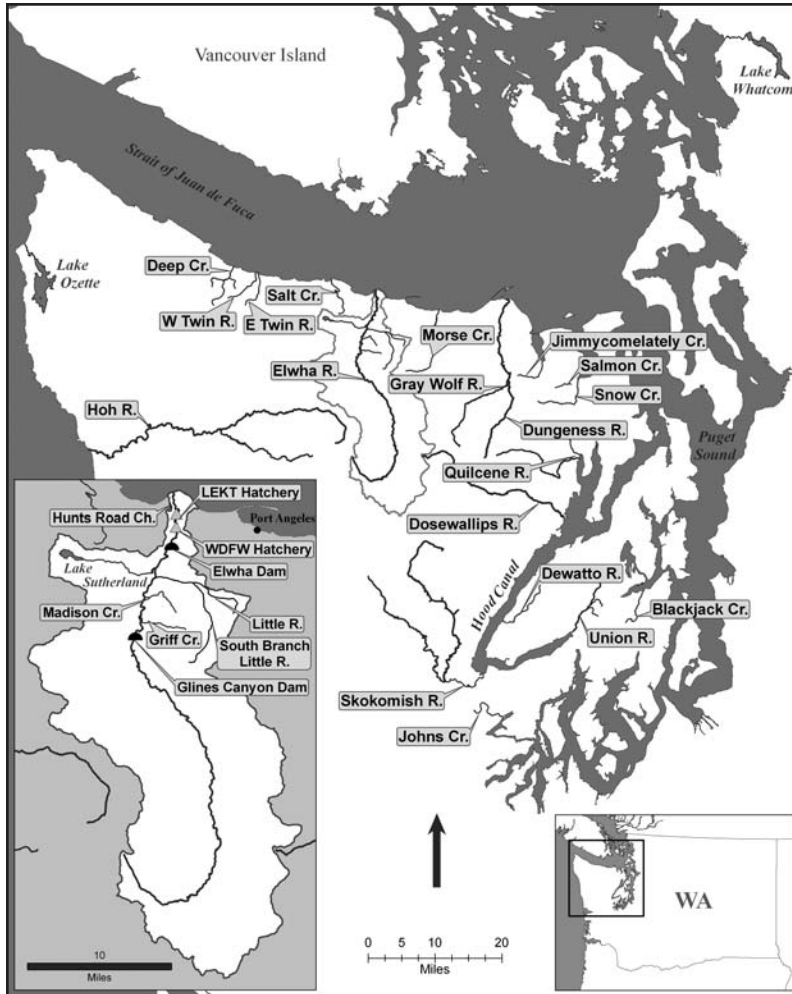 Vancouver Island
Lake
Whatcom
Strait of Juan de Fuca
Lake
Ozette
Deep Cr.
W Twin R.
E Twin R.
Salt Cr.
Morse Cr.
Jimmycomelately Cr.
Salmon Cr.
Snow Cr.
Elwha R.
Gray Wolf R.
Hoh R.
Dungeness R.
Puget
Sound
Quilcene R.
Dosewallips R.
Hood Canal
Dewatto R.
Blackjack Cr.
Union R.
Skokomish R.
Johns Cr.
LEKT Hatchery
Hunts Road Ch.
Port Angeles
WDFW Hatchery
Elwha Dam
Lake
Sutherland
Madison Cr.
Little R.
Griff Cr.
South Branch
Little R.
Glines Canyon Dam
10
Miles
0 5 10 20
Miles
WA